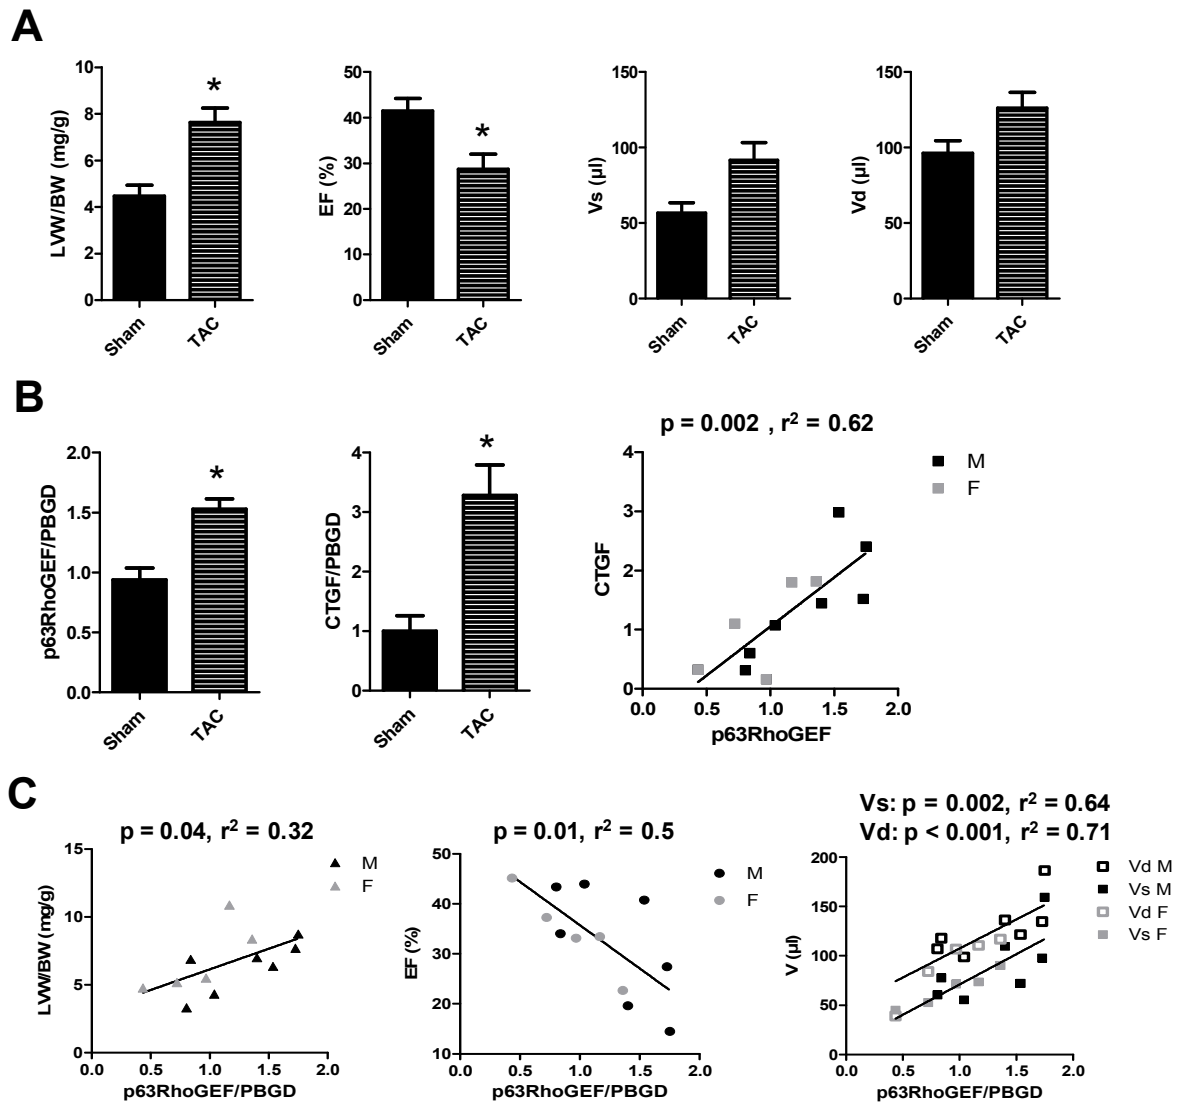 A
LVW/BW (mg/g)
10
8
6
4
2
0
*
Sham
TAC
EF (%)
50
40
30
20
10
0
*
Sham
TAC
Vs (µl)
150
100
50
0
Sham
TAC
Vd (µl)
150
100
50
0
Sham
TAC
B
p63RhoGEF/PBGD
2.0
1.5
1.0
0.5
0.0
*
Sham
TAC
CTGF/PBGD
4
3
2
1
0
*
Sham
TAC
p = 0.002 , r² = 0.62
CTGF
4
3
2
1
0
0.0 0.5 1.0 1.5 2.0
p63RhoGEF
M
F
C
p = 0.04, r² = 0.32
LVW/BW (mg/g)
15
10
5
0
0.0 0.5 1.0 1.5 2.0
p63RhoGEF/PBGD
M
F
p = 0.01, r² = 0.5
EF (%)
50
40
30
20
10
0.0 0.5 1.0 1.5 2.0
p63RhoGEF/PBGD
M
F
Vs: p = 0.002, r² = 0.64
Vd: p < 0.001, r² = 0.71
V (µl)
200
150
100
50
0
0.0 0.5 1.0 1.5 2.0
p63RhoGEF/PBGD
Vd M
Vs M
Vd F
Vs F